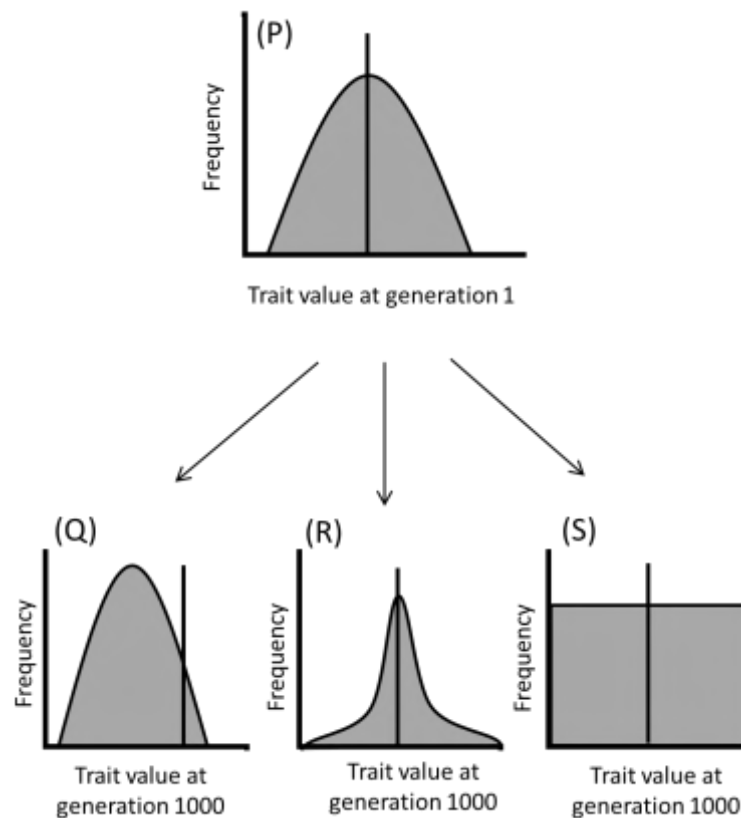 (P)
Frequency
Trait value at generation 1
(Q)
Frequency
Trait value at
generation 1000
(R)
Frequency
Trait value at
generation 1000
(S)
Frequency
Trait value at
generation 1000